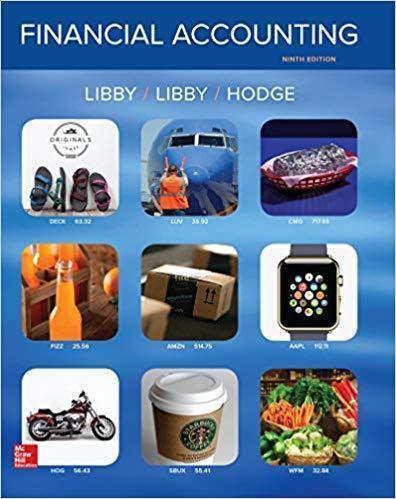 FINANCIAL ACCOUNTING
NINTH EDITION
LIBBY / LIBBY / HODGE
ORIGINALS
DECK 63.32
LUV 35.92
CMG 717.69
FIZZ 25.56
AMZN 514.75
AAPL 112.11
HOG 56.43
STARBUCKS
SBUX 55.41
WFM 32.84
Mc
Graw
Hill
Education